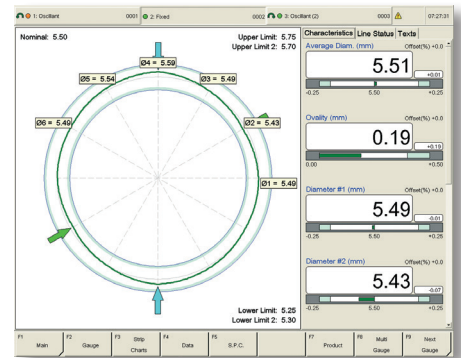 1: Oscillant 0001 2: Fixed 0002 3: Oscillant (2) 0003 07:27:31
Nominal: 5.50
Upper Limit: 5.75
Upper Limit 2: 5.70
Ø4 = 5.59
Ø5 = 5.54
Ø3 = 5.49
Ø6 = 5.49
Ø2 = 5.43
Ø1 = 5.49
Lower Limit: 5.25
Lower Limit 2: 5.30
Characteristics Line Status Texts
Average Diam. (mm) Offset(%) +0.0
5.51
+0.01
-0.25 5.50 +0.25
Ovality (mm) Offset(%) +0.0
0.19
+0.19
0.00 +0.50
Diameter #1 (mm) Offset(%) +0.0
5.49
-0.01
-0.25 5.50 +0.25
Diameter #2 (mm) Offset(%) +0.0
5.43
-0.07
-0.25 5.50 +0.25
F1 Main
F2 Gauge
F3 Strip Charts
F4 Data
F5 S.P.C.
F7 Product
F8 Multi Gauge
F9 Next Gauge